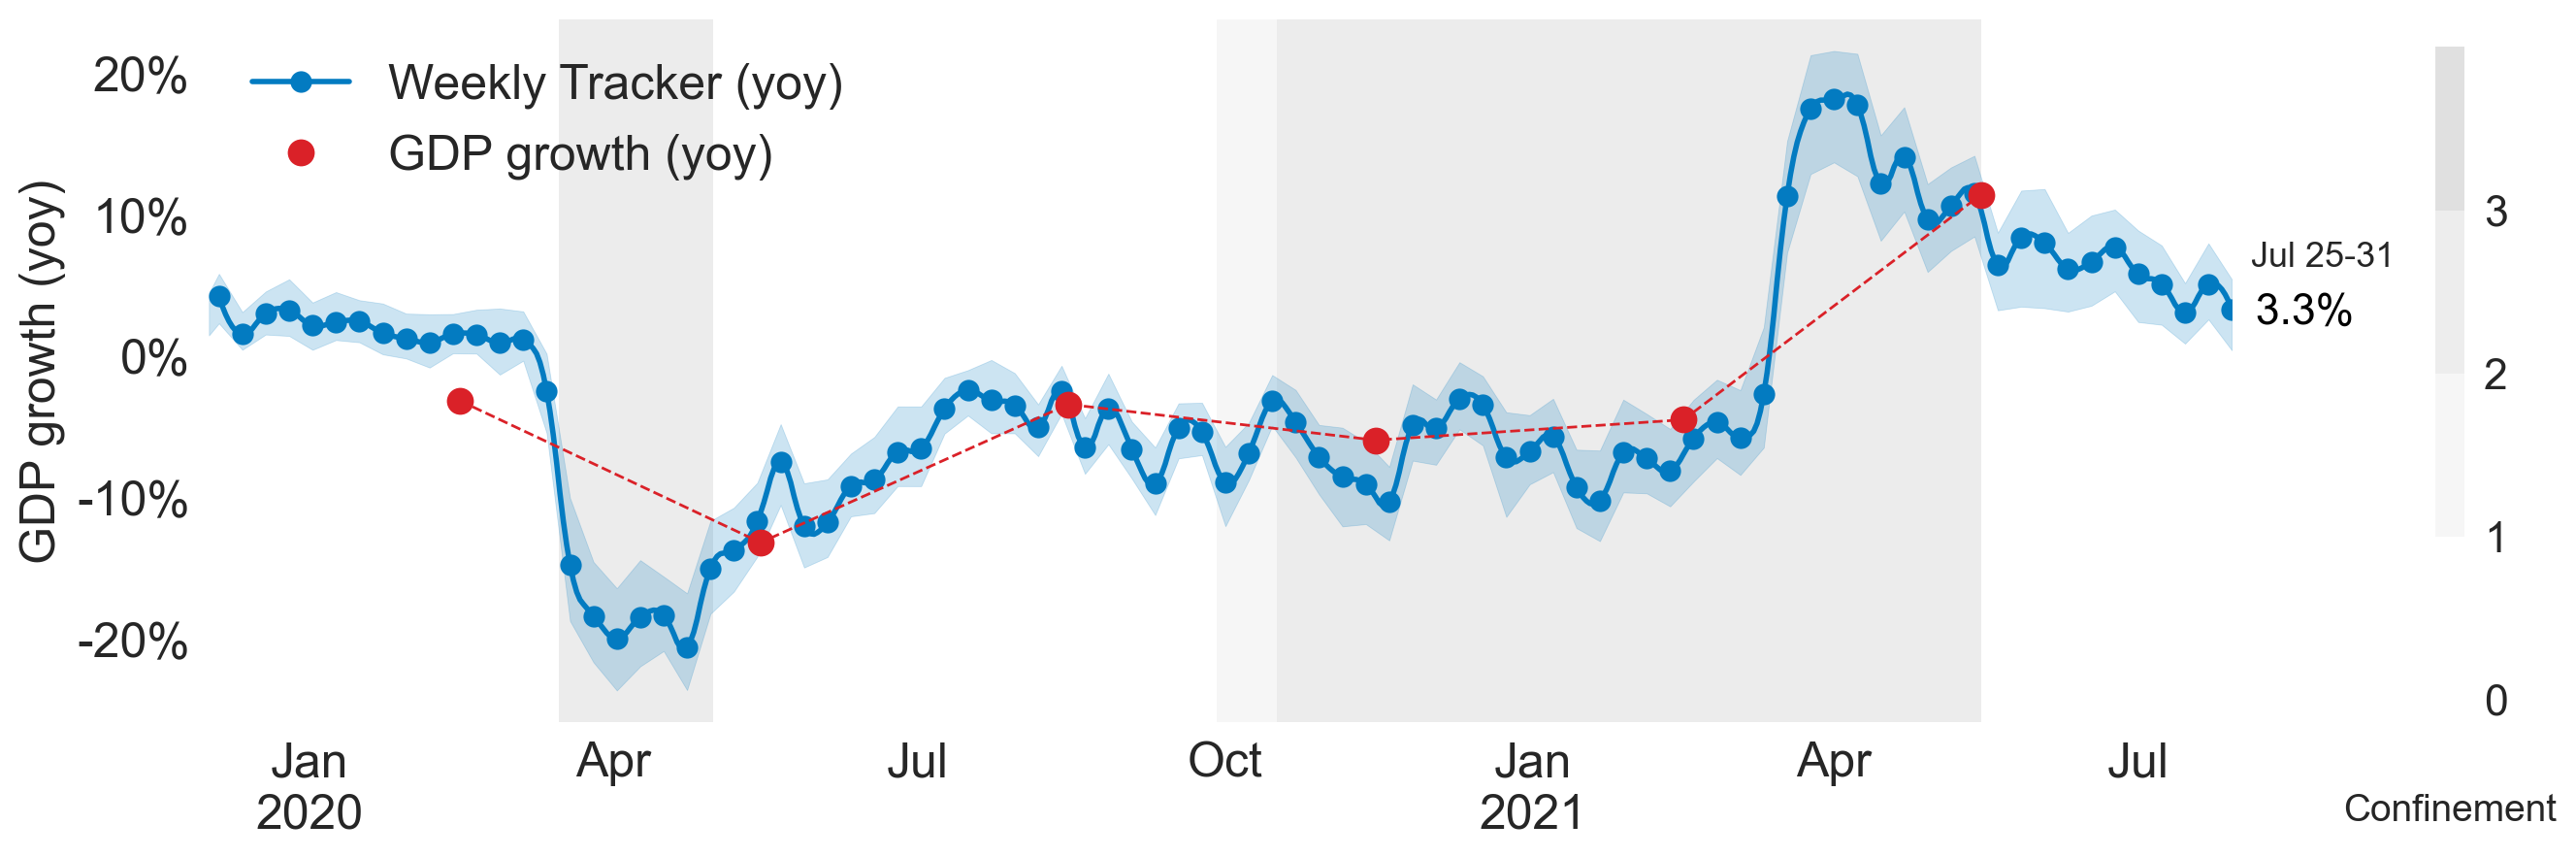 20%
10%
0%
-10%
-20%
GDP growth (yoy)
Weekly Tracker (yoy)
GDP growth (yoy)
Jul 25-31
3.3%
3
2
1
0
Confinement
Jan
2020
Apr
Jul
Oct
Jan
2021
Apr
Jul